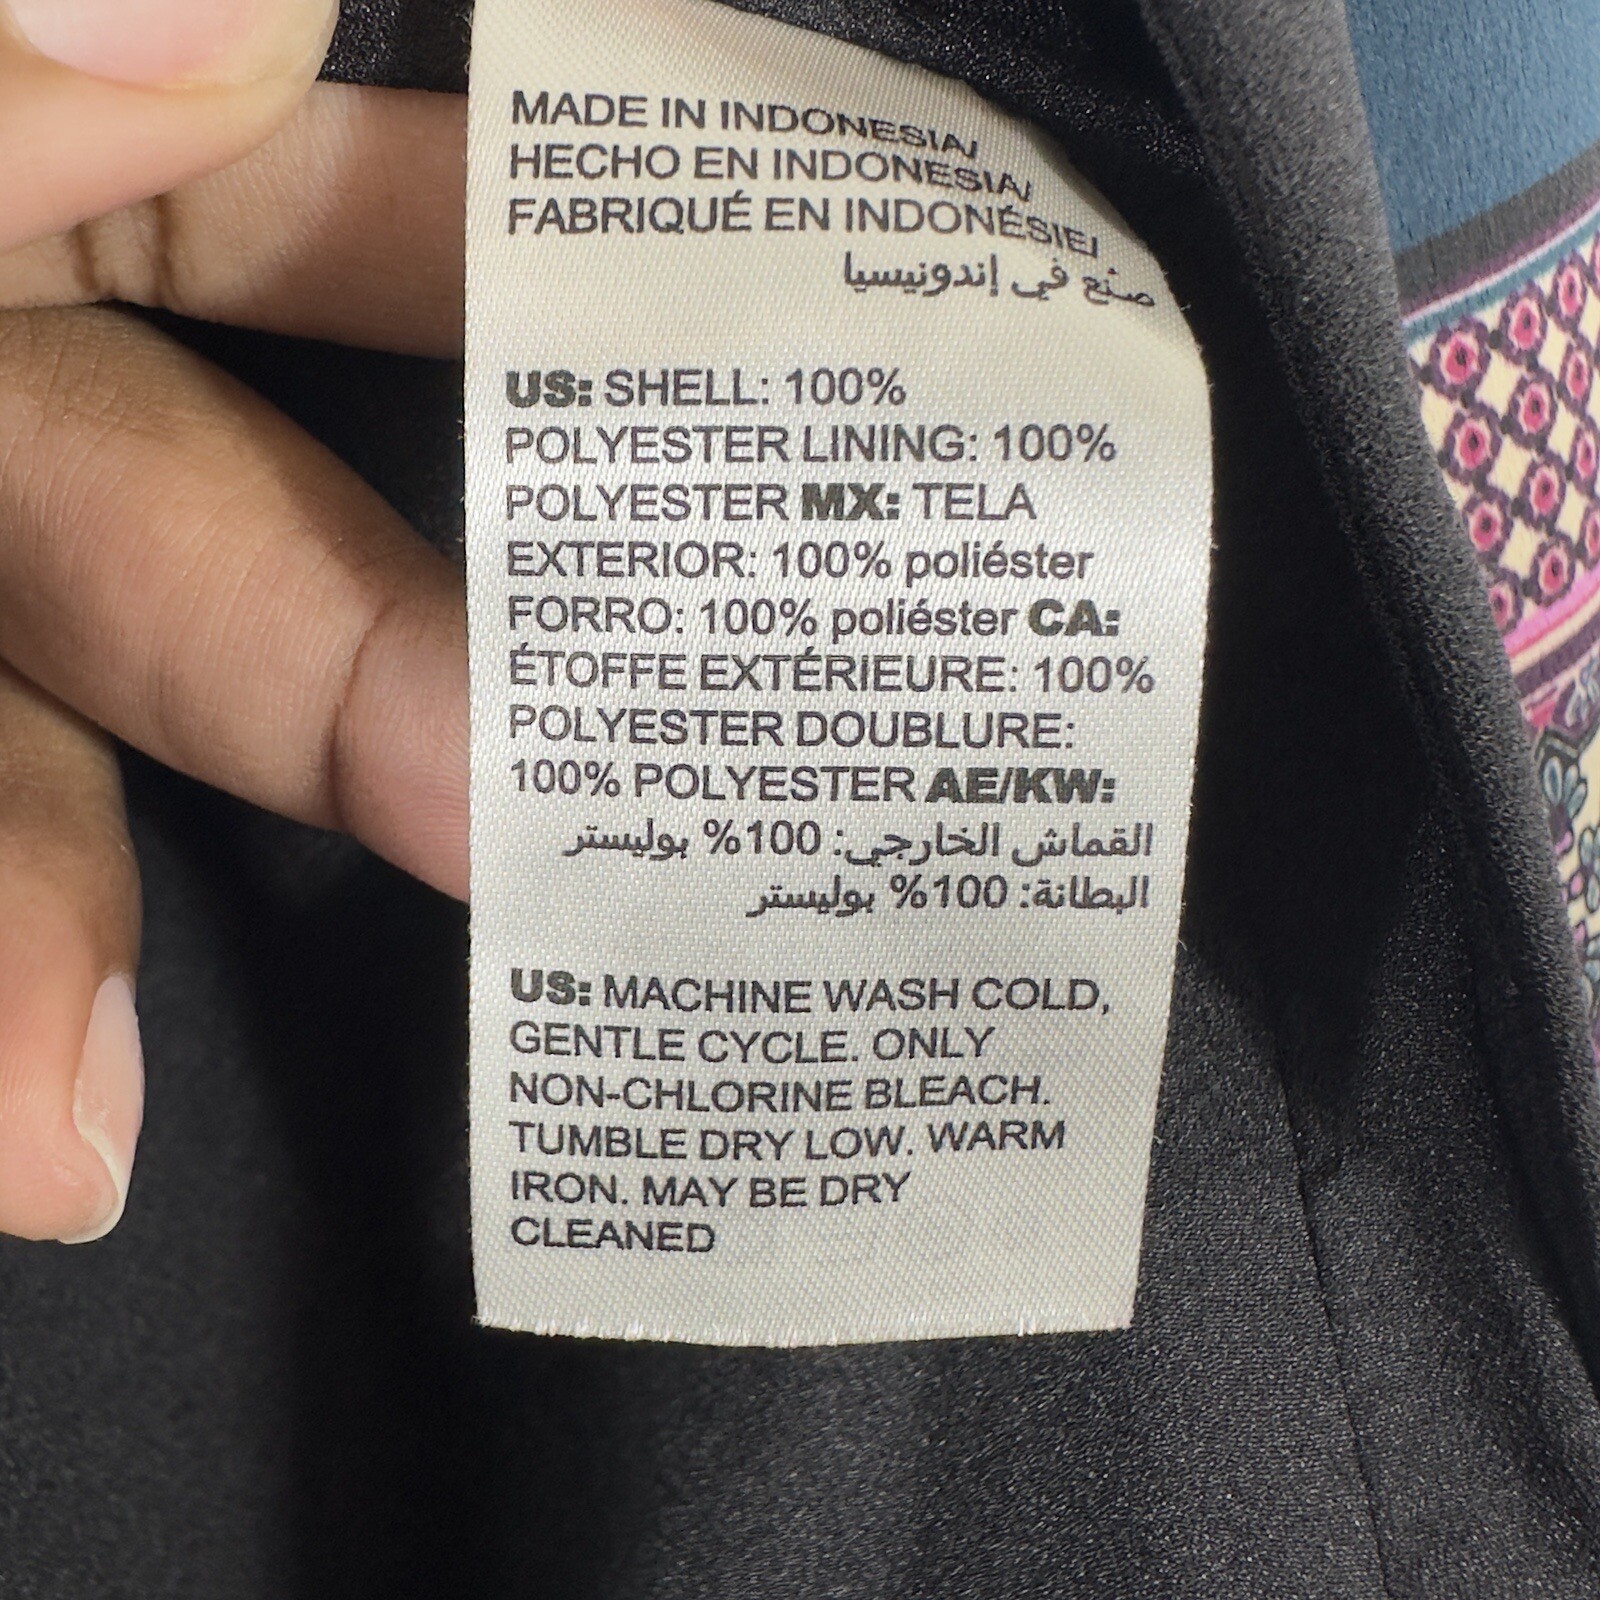 MADE IN INDONESIA/
HECHO EN INDONESIA/
FABRIQUÉ EN INDONÉSIE/
صنع في إندونيسيا
US: SHELL: 100%
POLYESTER LINING: 100%
POLYESTER MX: TELA
EXTERIOR: 100% poliéster
FORRO: 100% poliéster CA:
ÉTOFFE EXTÉRIEURE: 100%
POLYESTER DOUBLURE:
100% POLYESTER AE/KW:
القماش الخارجي: 100% بوليستر
البطانة: 100% بوليستر
US: MACHINE WASH COLD,
GENTLE CYCLE. ONLY
NON-CHLORINE BLEACH.
TUMBLE DRY LOW. WARM
IRON. MAY BE DRY
CLEANED